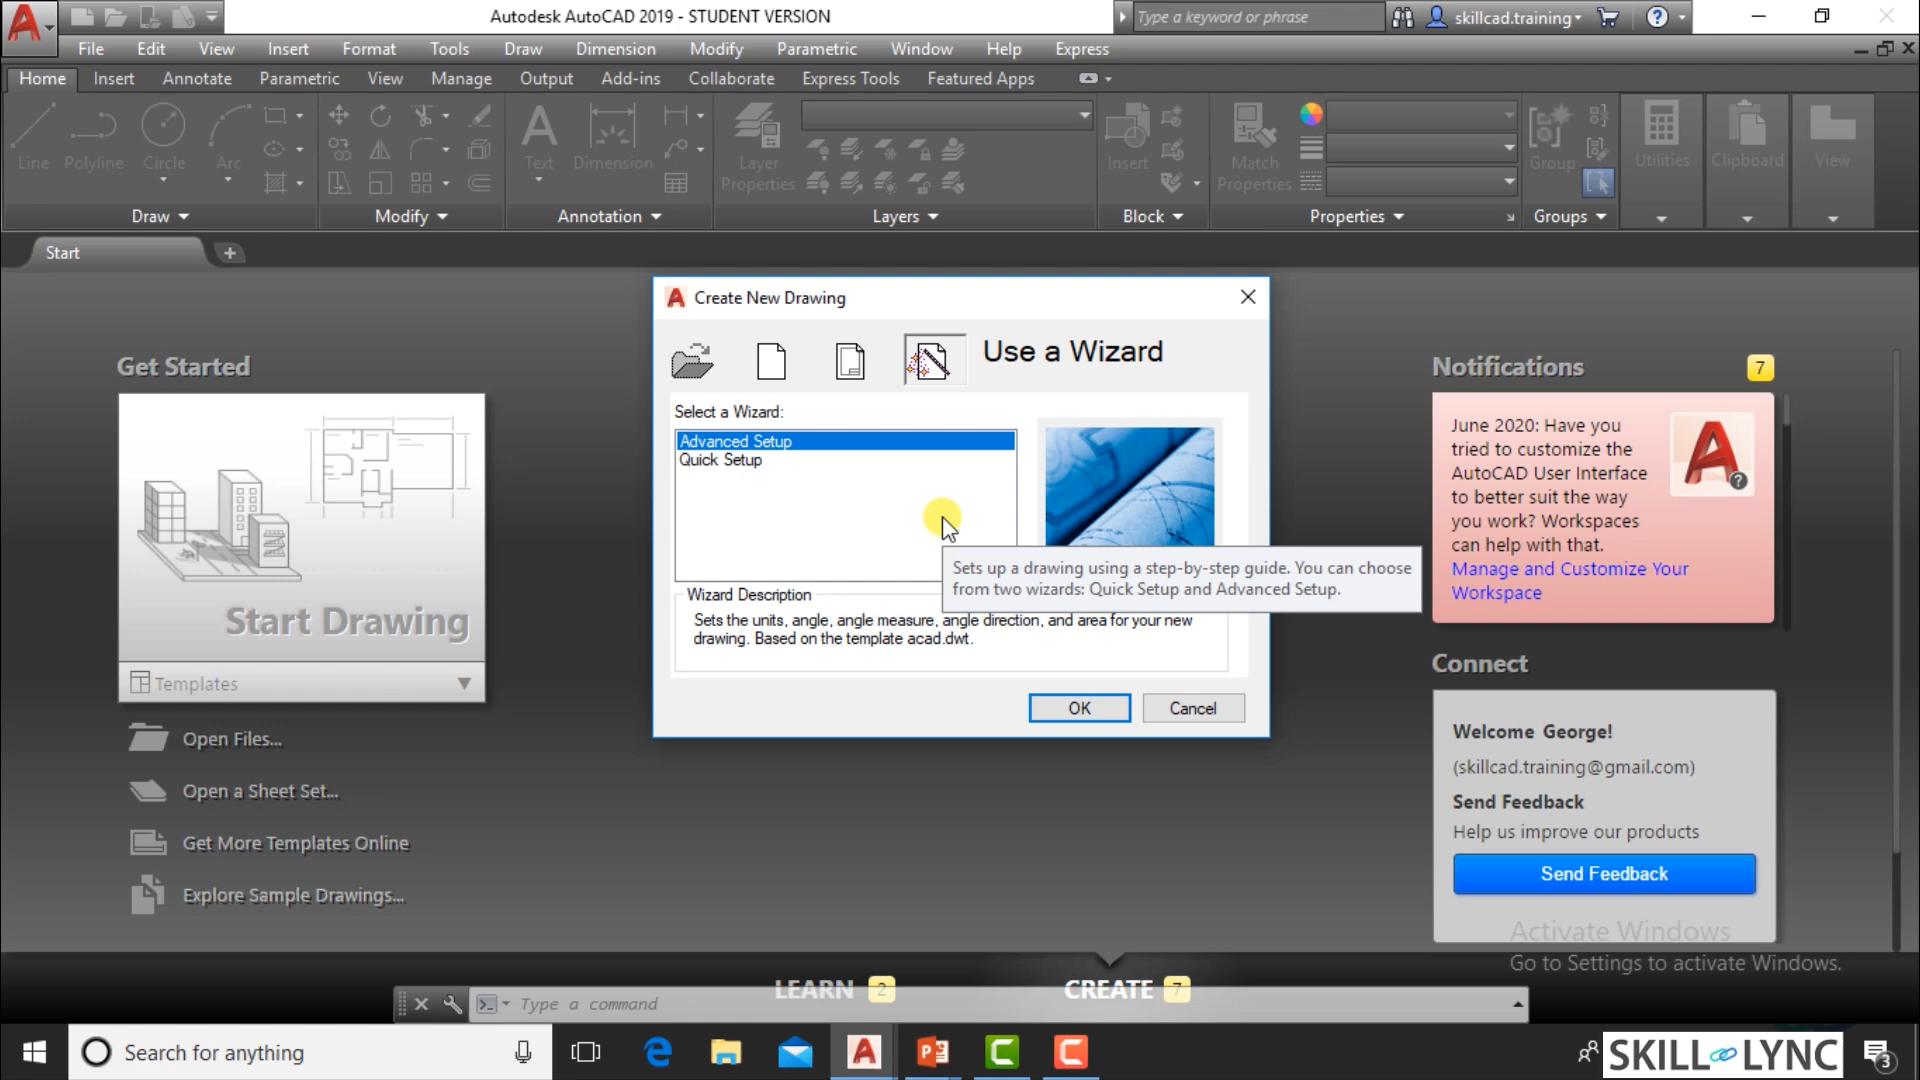 Autodesk AutoCAD 2019 - STUDENT VERSION
Type a keyword or phrase
skillcad.training
File Edit View Insert Format Tools Draw Dimension Modify Parametric Window Help Express
Home Insert Annotate Parametric View Manage Output Add-ins Collaborate Express Tools Featured Apps
Line Polyline Circle Arc
Text Dimension
Layer Properties
Insert
Match Properties
Group
Utilities
Clipboard
View
Draw Modify Annotation Layers Block Properties Groups
Start
Create New Drawing
Use a Wizard
Select a Wizard:
Advanced Setup
Quick Setup
Sets up a drawing using a step-by-step guide. You can choose
from two wizards: Quick Setup and Advanced Setup.
Wizard Description
Sets the units, angle, angle measure, angle direction, and area for your new
drawing. Based on the template acad.dwt.
OK Cancel
Get Started
Start Drawing
Templates
Open Files...
Open a Sheet Set...
Get More Templates Online
Explore Sample Drawings...
Notifications 7
June 2020: Have you
tried to customize the
AutoCAD User Interface
to better suit the way
you work? Workspaces
can help with that.
Manage and Customize Your
Workspace
Connect
Welcome George!
(skillcad.training@gmail.com)
Send Feedback
Help us improve our products
Send Feedback
Activate Windows
Go to Settings to activate Windows.
LEARN 2 CREATE 7
Type a command
Search for anything
SKILL LYNC
3